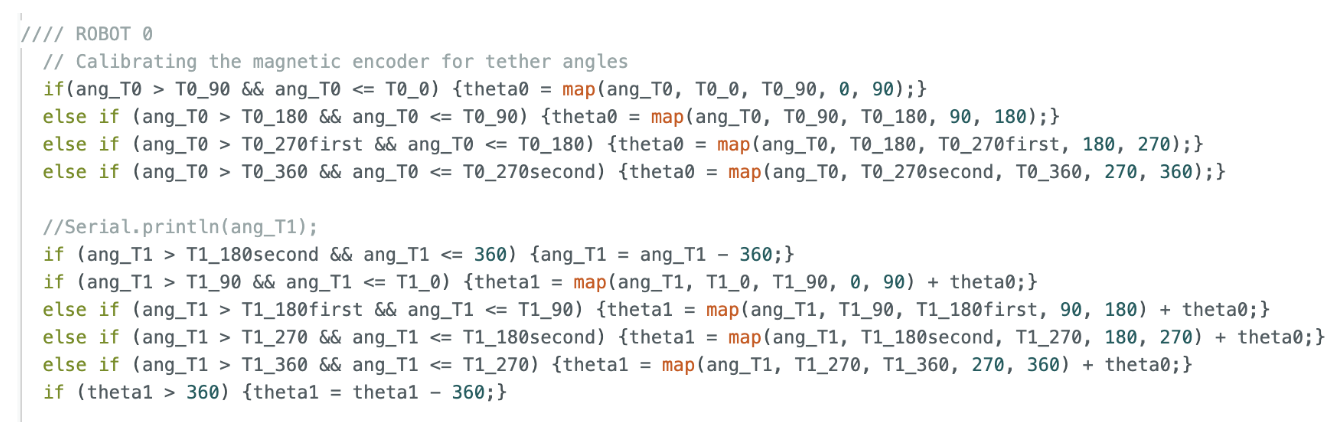 //// ROBOT 0
// Calibrating the magnetic encoder for tether angles
if(ang_T0 > T0_90 && ang_T0 <= T0_0) {theta0 = map(ang_T0, T0_0, T0_90, 0, 90);}
else if (ang_T0 > T0_180 && ang_T0 <= T0_90) {theta0 = map(ang_T0, T0_90, T0_180, 90, 180);}
else if (ang_T0 > T0_270first && ang_T0 <= T0_180) {theta0 = map(ang_T0, T0_180, T0_270first, 180, 270);}
else if (ang_T0 > T0_360 && ang_T0 <= T0_270second) {theta0 = map(ang_T0, T0_270second, T0_360, 270, 360);}
//Serial.println(ang_T1);
if (ang_T1 > T1_180second && ang_T1 <= 360) {ang_T1 = ang_T1 - 360;}
if (ang_T1 > T1_90 && ang_T1 <= T1_0) {theta1 = map(ang_T1, T1_0, T1_90, 0, 90) + theta0;}
else if (ang_T1 > T1_180first && ang_T1 <= T1_90) {theta1 = map(ang_T1, T1_90, T1_180first, 90, 180) + theta0;}
else if (ang_T1 > T1_270 && ang_T1 <= T1_180second) {theta1 = map(ang_T1, T1_180second, T1_270, 180, 270) + theta0;}
else if (ang_T1 > T1_360 && ang_T1 <= T1_270) {theta1 = map(ang_T1, T1_270, T1_360, 270, 360) + theta0;}
if (theta1 > 360) {theta1 = theta1 - 360;}